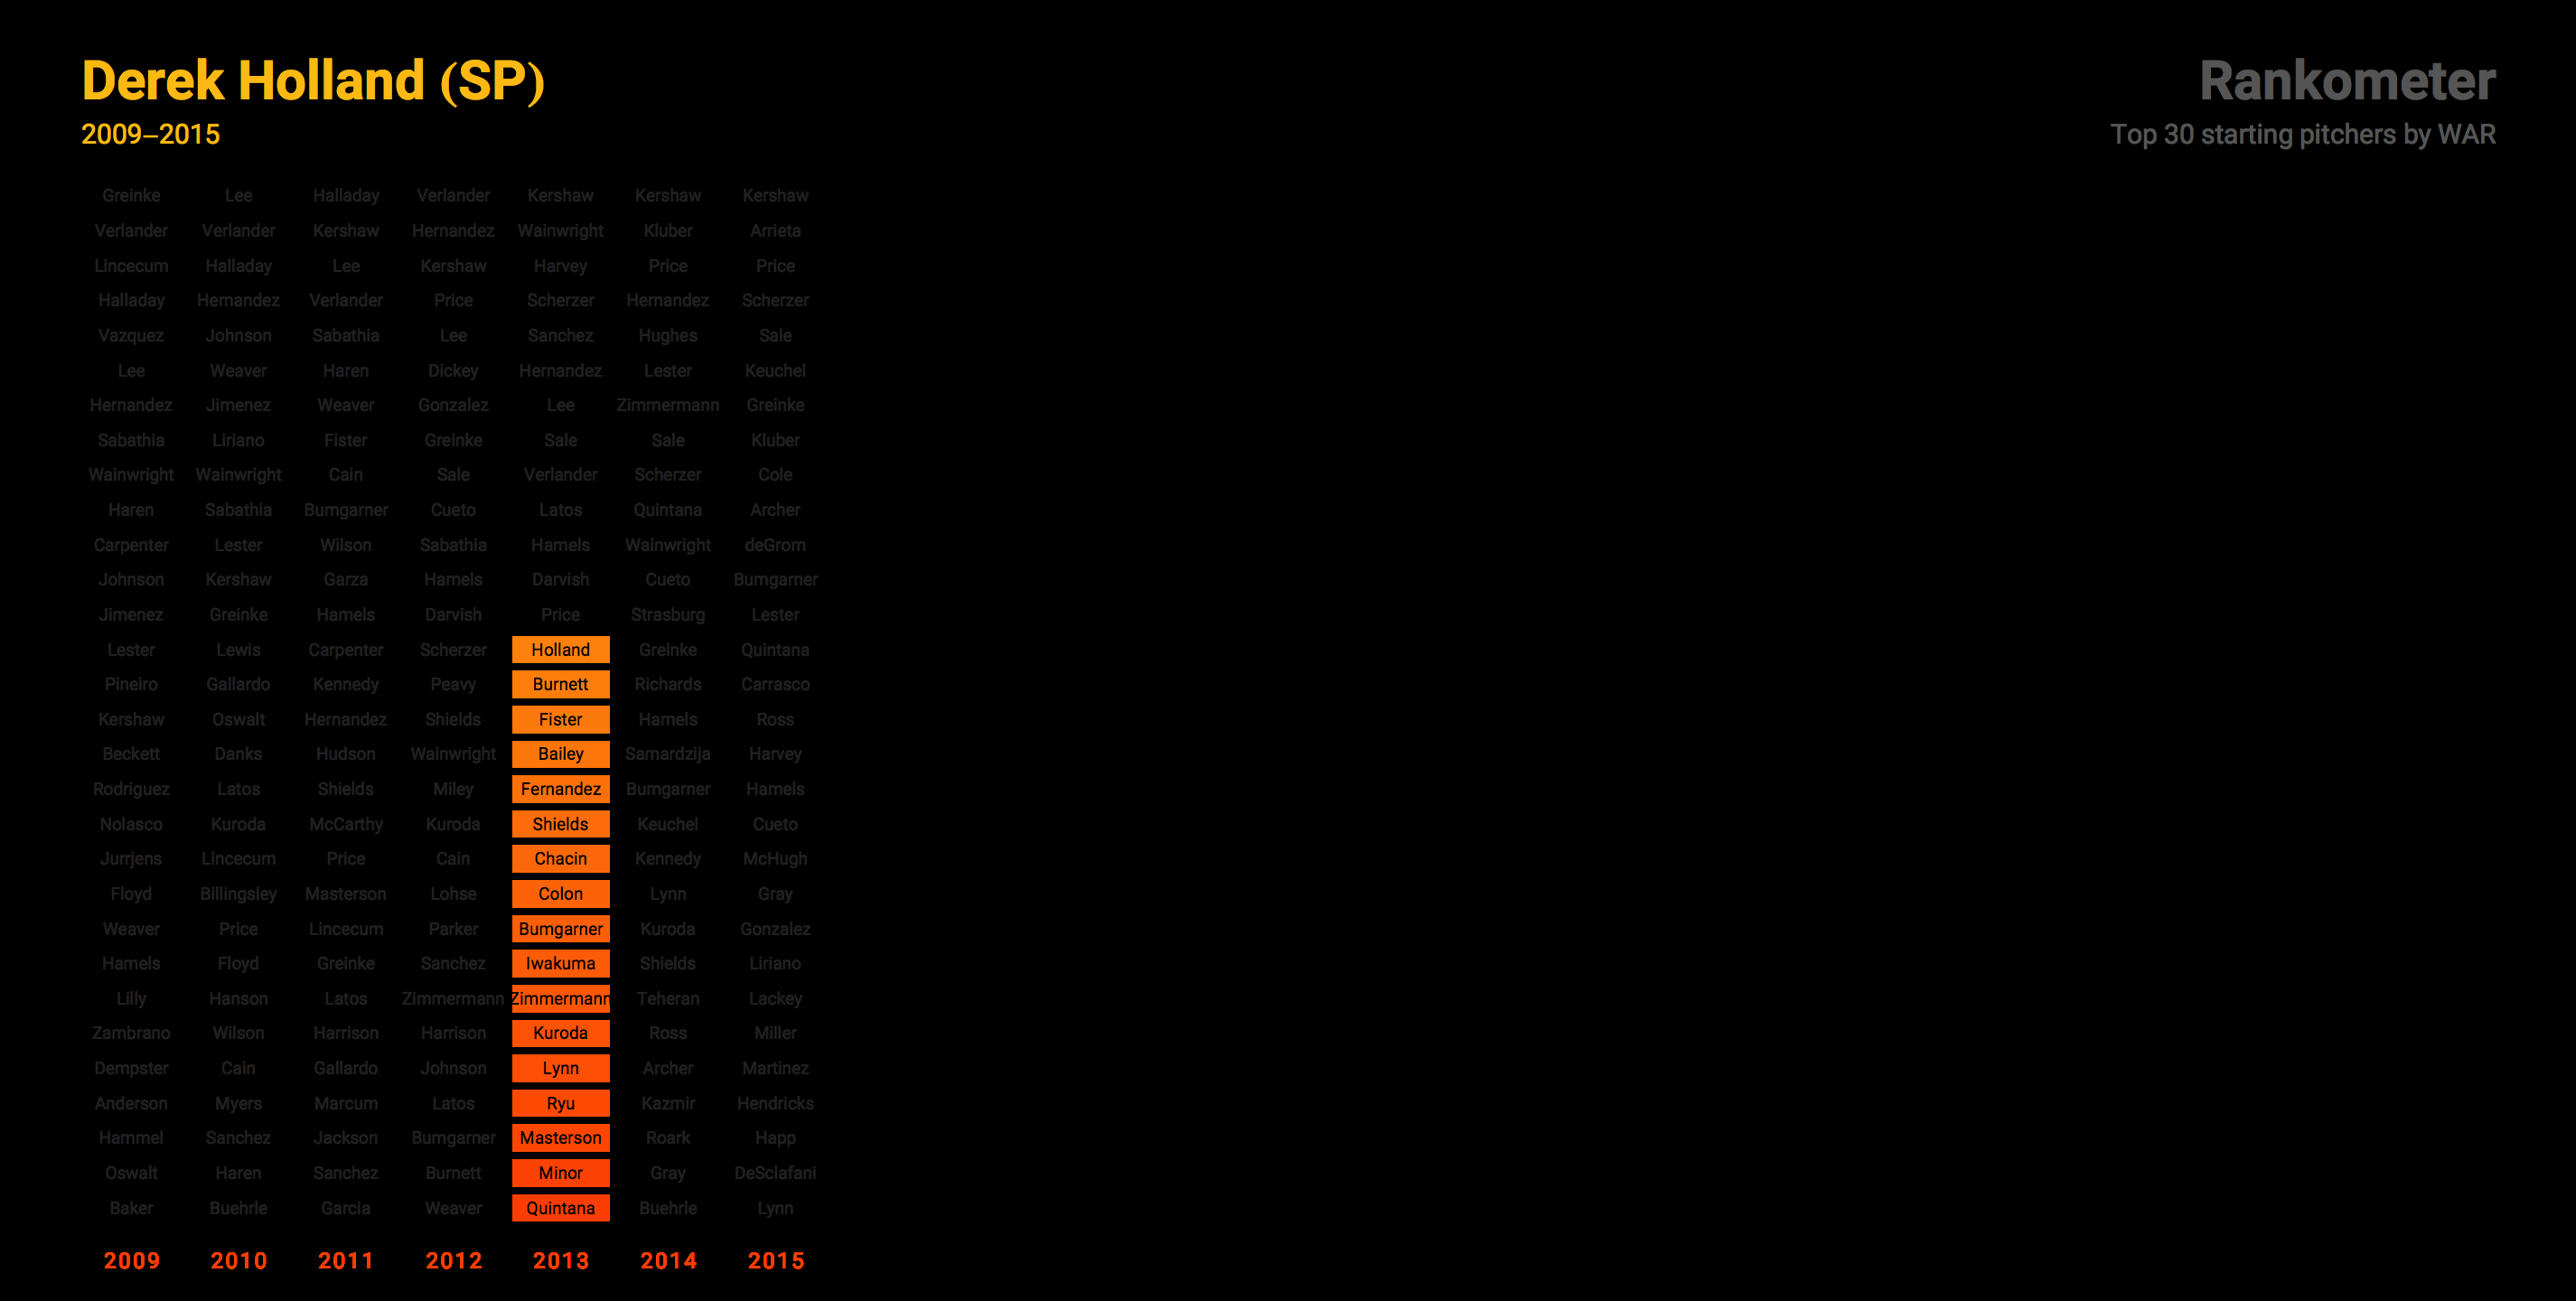 Derek Holland (SP)
2009–2015
Rankometer
Top 30 starting pitchers by WAR
Greinke Lee Halladay Verlander Kershaw Kershaw Kershaw
Verlander Verlander Kershaw Hernandez Wainwright Kluber Arrieta
Lincecum Halladay Lee Kershaw Harvey Price Price
Halladay Hernandez Verlander Price Scherzer Hernandez Scherzer
Vazquez Johnson Sabathia Lee Sanchez Hughes Sale
Lee Weaver Haren Dickey Hernandez Lester Keuchel
Hernandez Jimenez Weaver Gonzalez Lee Zimmermann Greinke
Sabathia Liriano Fister Greinke Sale Sale Kluber
Wainwright Wainwright Cain Sale Verlander Scherzer Cole
Haren Sabathia Bumgarner Cueto Latos Quintana Archer
Carpenter Lester Wilson Sabathia Hamels Wainwright deGrom
Johnson Kershaw Garza Hamels Darvish Cueto Bumgarner
Jimenez Greinke Hamels Darvish Price Strasburg Lester
Lester Lewis Carpenter Scherzer Holland Greinke Quintana
Pineiro Gallardo Kennedy Peavy Burnett Richards Carrasco
Kershaw Oswalt Hernandez Shields Fister Hamels Ross
Beckett Danks Hudson Wainwright Bailey Samardzija Harvey
Rodriguez Latos Shields Miley Fernandez Bumgarner Hamels
Nolasco Kuroda McCarthy Kuroda Shields Keuchel Cueto
Jurrjens Lincecum Price Cain Chacin Kennedy McHugh
Floyd Billingsley Masterson Lohse Colon Lynn Gray
Weaver Price Lincecum Parker Bumgarner Kuroda Gonzalez
Hamels Floyd Greinke Sanchez Iwakuma Shields Liriano
Lilly Hanson Latos Zimmermann Zimmermann Teheran Lackey
Zambrano Wilson Harrison Harrison Kuroda Ross Miller
Dempster Cain Gallardo Johnson Lynn Archer Martinez
Anderson Myers Marcum Latos Ryu Kazmir Hendricks
Hammel Sanchez Jackson Bumgarner Masterson Roark Happ
Oswalt Haren Sanchez Burnett Minor Gray DeSclafani
Baker Buehrle Garcia Weaver Quintana Buehrle Lynn
2009 2010 2011 2012 2013 2014 2015